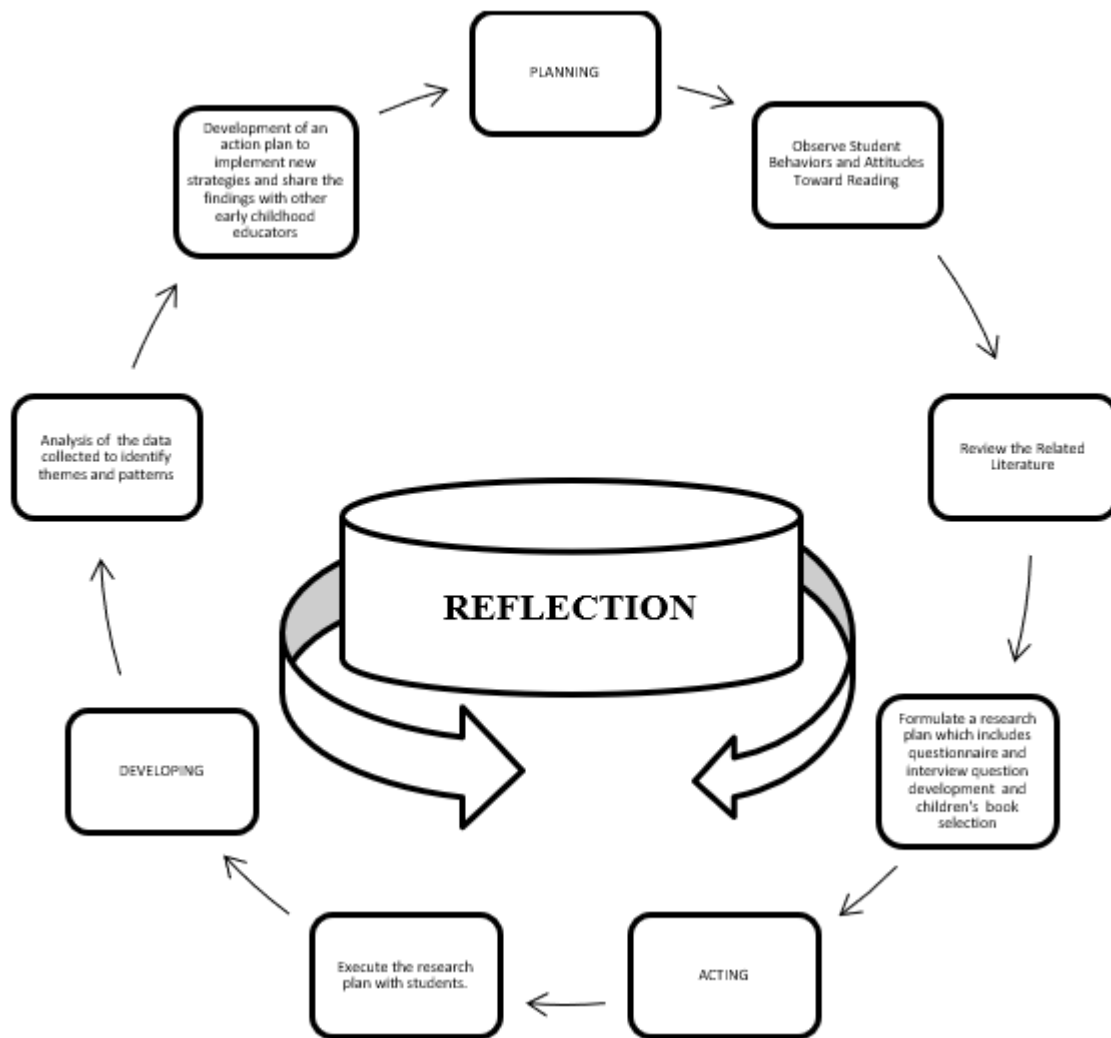 PLANNING
Observe Student
Behaviors and Attitudes
Toward Reading
Review the Related
Literature
Formulate a research
plan which includes
questionnaire and
interview question
development and
children's book
selection
ACTING
Execute the research
plan with students.
DEVELOPING
Analysis of the data
collected to identify
themes and patterns
Development of an
action plan to
implement new
strategies and share the
findings with other
early childhood
educators
REFLECTION